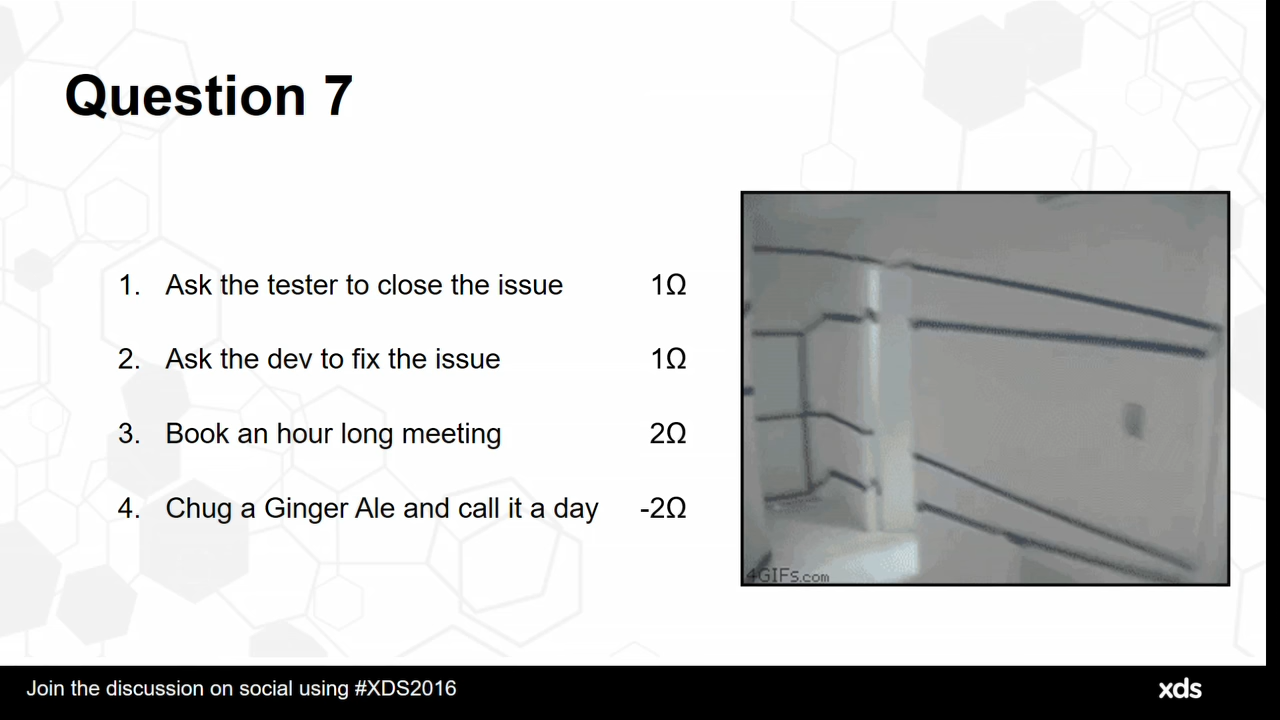 Question 7
1. Ask the tester to close the issue 1Ω
2. Ask the dev to fix the issue 1Ω
3. Book an hour long meeting 2Ω
4. Chug a Ginger Ale and call it a day -2Ω
4GIFs.com
Join the discussion on social using #XDS2016
xds